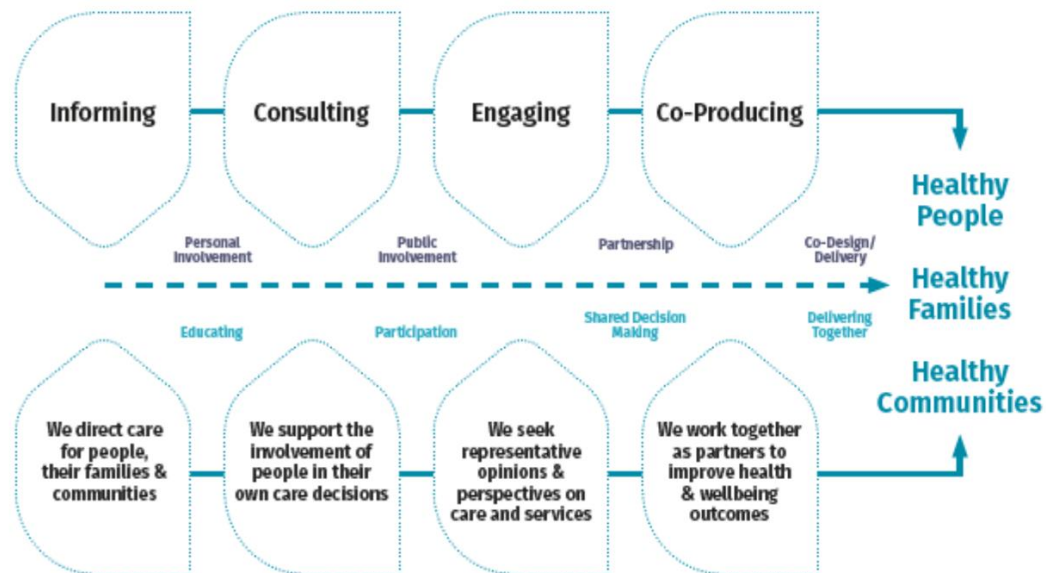 Informing
Consulting
Engaging
Co-Producing
Healthy
People
Personal
Involvement
Public
Involvement
Partnership
Co-Design/
Delivery
Healthy
Families
Educating
Participation
Shared Decision
Making
Delivering
Together
Healthy
Communities
We direct care
for people,
their families &
communities
We support the
involvement of
people in their
own care decisions
We seek
representative
opinions &
perspectives on
care and services
We work together
as partners to
improve health
& wellbeing
outcomes